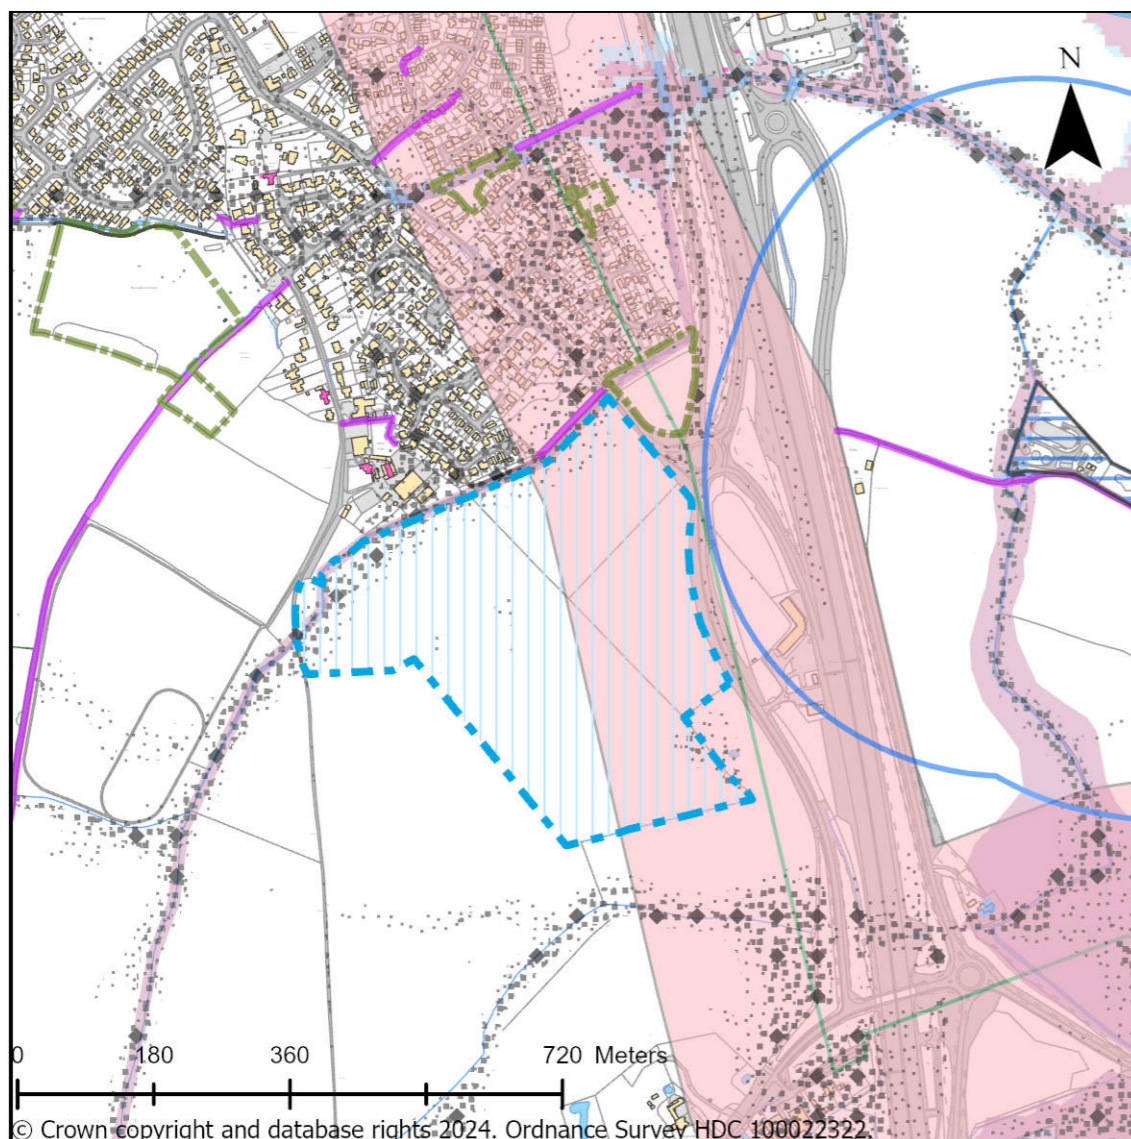 N
0 180 360 720 Meters
© Crown copyright and database rights 2024. Ordnance Survey HDC 100022322.